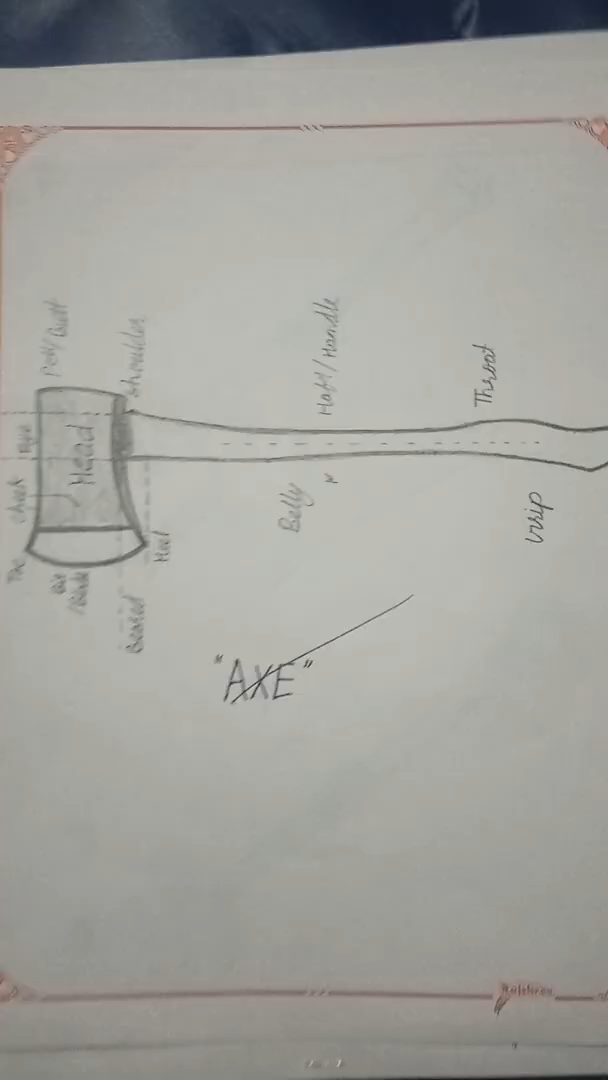 Poll/Butt
Shoulder
Haft/Handle
Throat
Eye
Head
Cheek
Toe
Bit
/Blade
Heel
Bearded
Belly
Grip
"AXE"